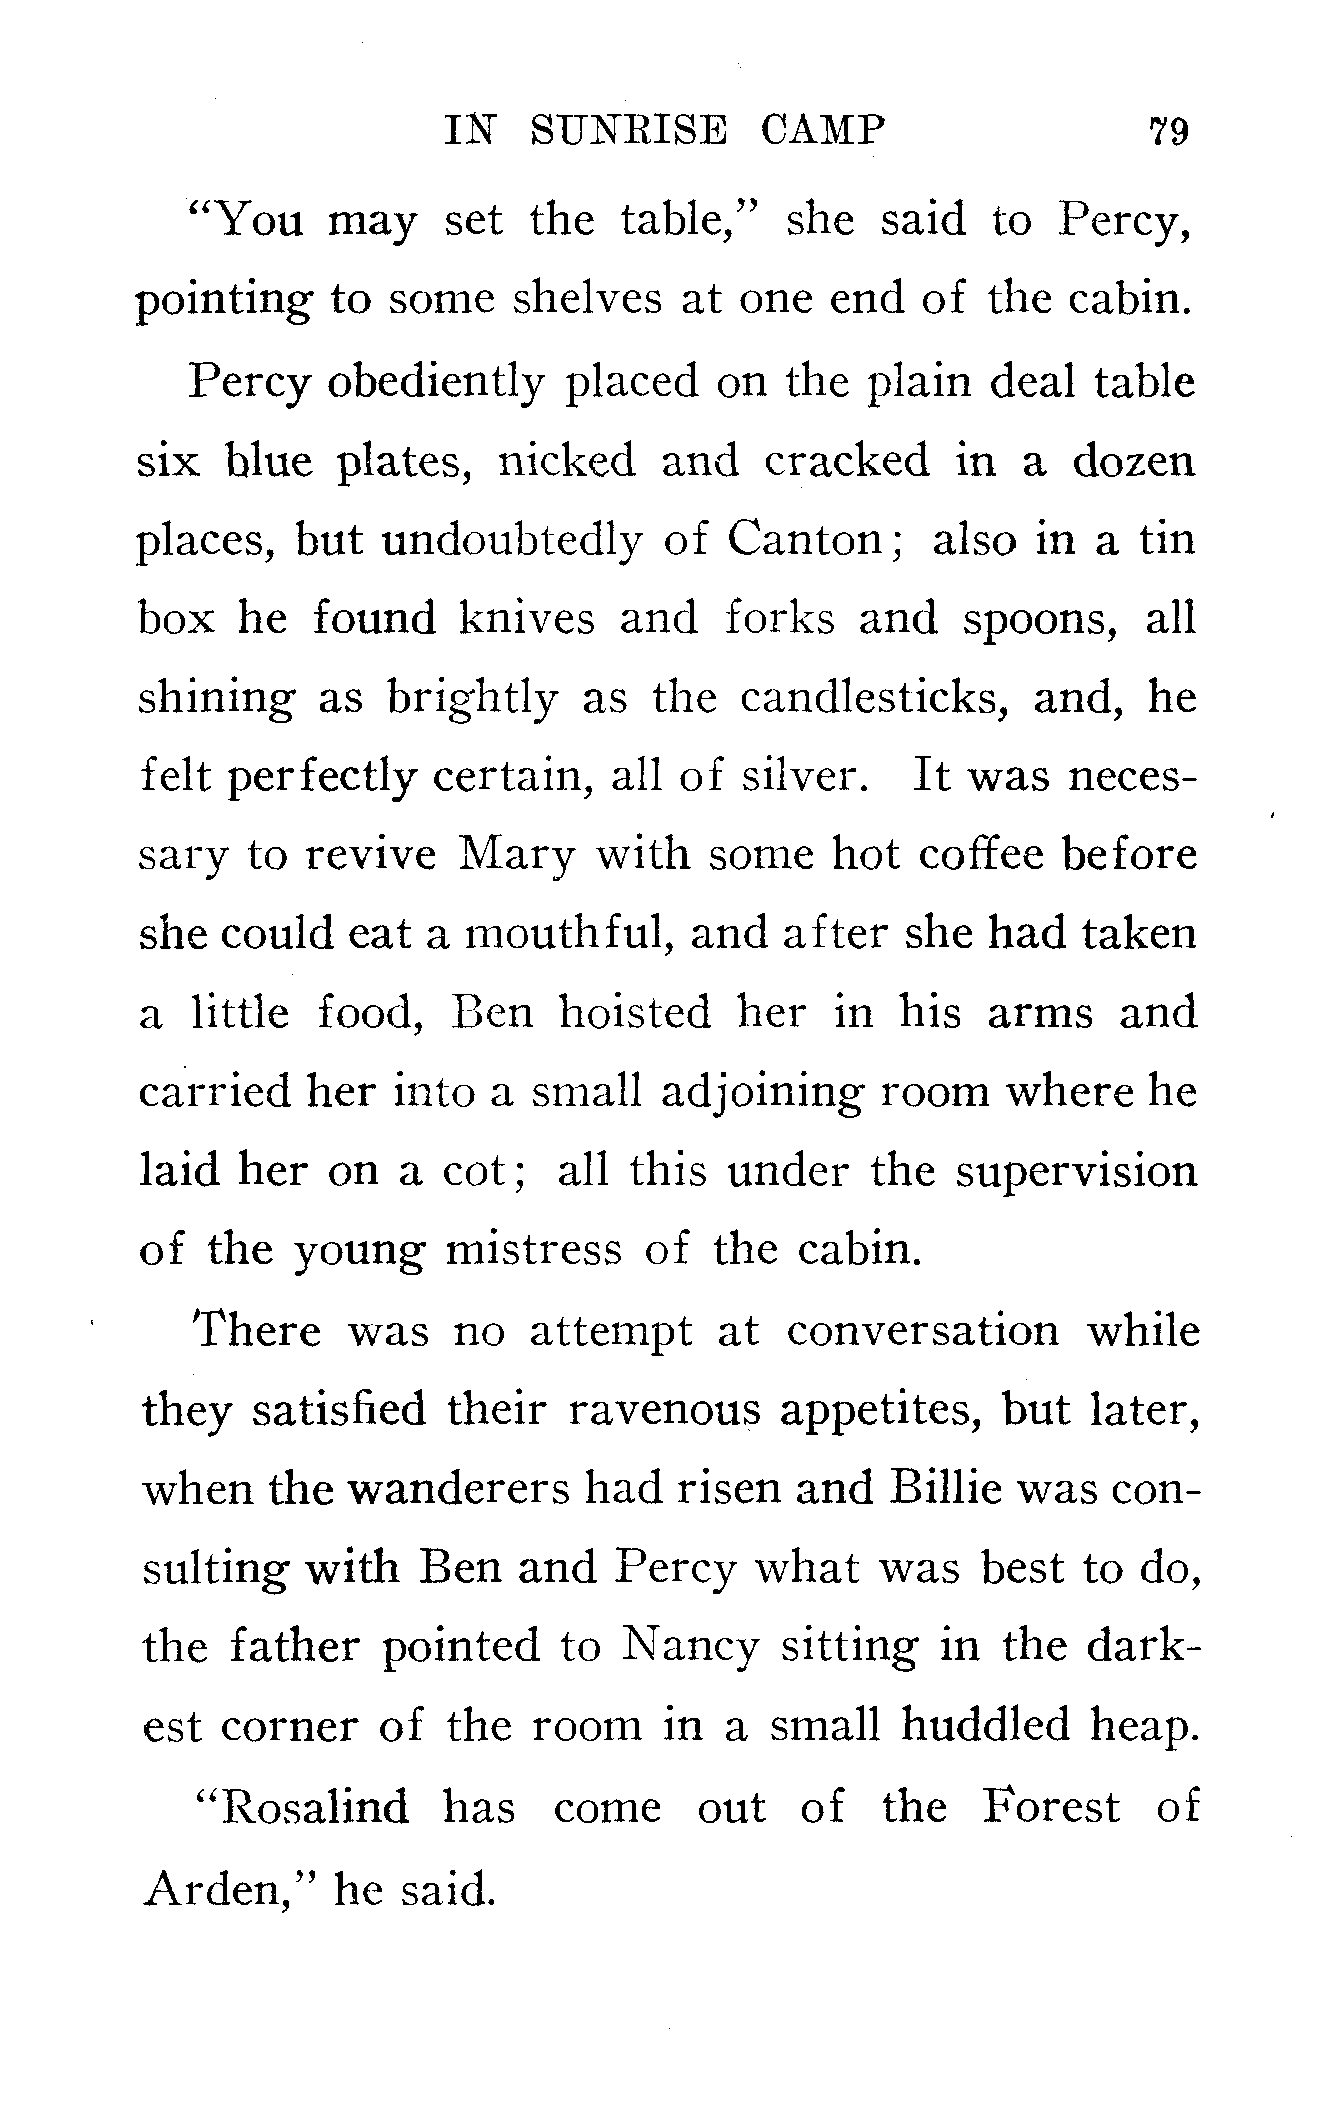 IN SUNRISE CAMP 79
“You may set the table,” she said to Percy,
pointing to some shelves at one end of the cabin.
Percy obediently placed on the plain deal table
six blue plates, nicked and cracked in a dozen
places, but undoubtedly of Canton; also in a tin
box he found knives and forks and spoons, all
shining as brightly as the candlesticks, and, he
felt perfectly certain, all of silver. It was neces-
sary to revive Mary with some hot coffee before
she could eat a mouthful, and after she had taken
a little food, Ben hoisted her in his arms and
carried her into a small adjoining room where he
laid her on a cot; all this under the supervision
of the young mistress of the cabin.
There was no attempt at conversation while
they satisfied their ravenous appetites, but later,
when the wanderers had risen and Billie was con-
sulting with Ben and Percy what was best to do,
the father pointed to Nancy sitting in the dark-
est corner of the room in a small huddled heap.
“Rosalind has come out of the Forest of
Arden,” he said.